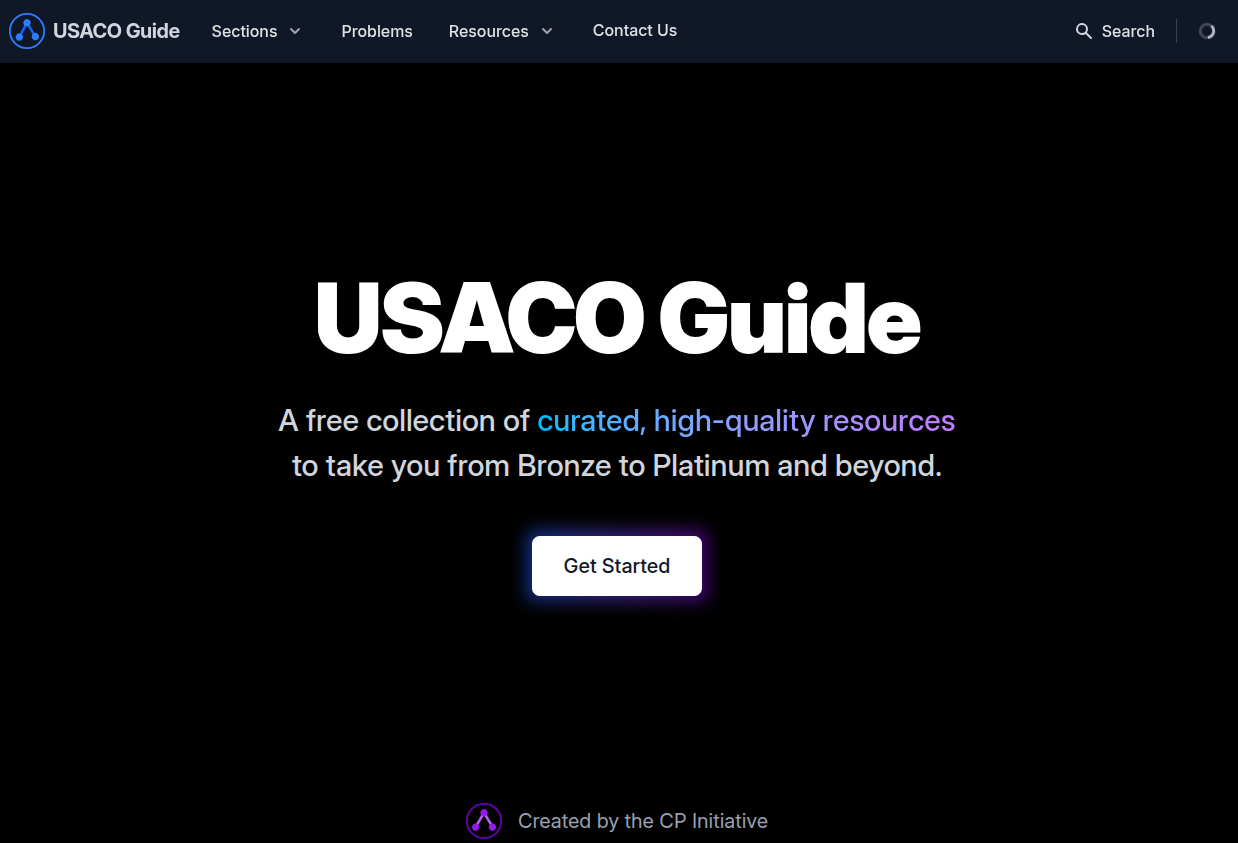 USACO Guide Sections Problems Resources Contact Us Search
USACO Guide
A free collection of curated, high-quality resources
to take you from Bronze to Platinum and beyond.
Get Started
Created by the CP Initiative